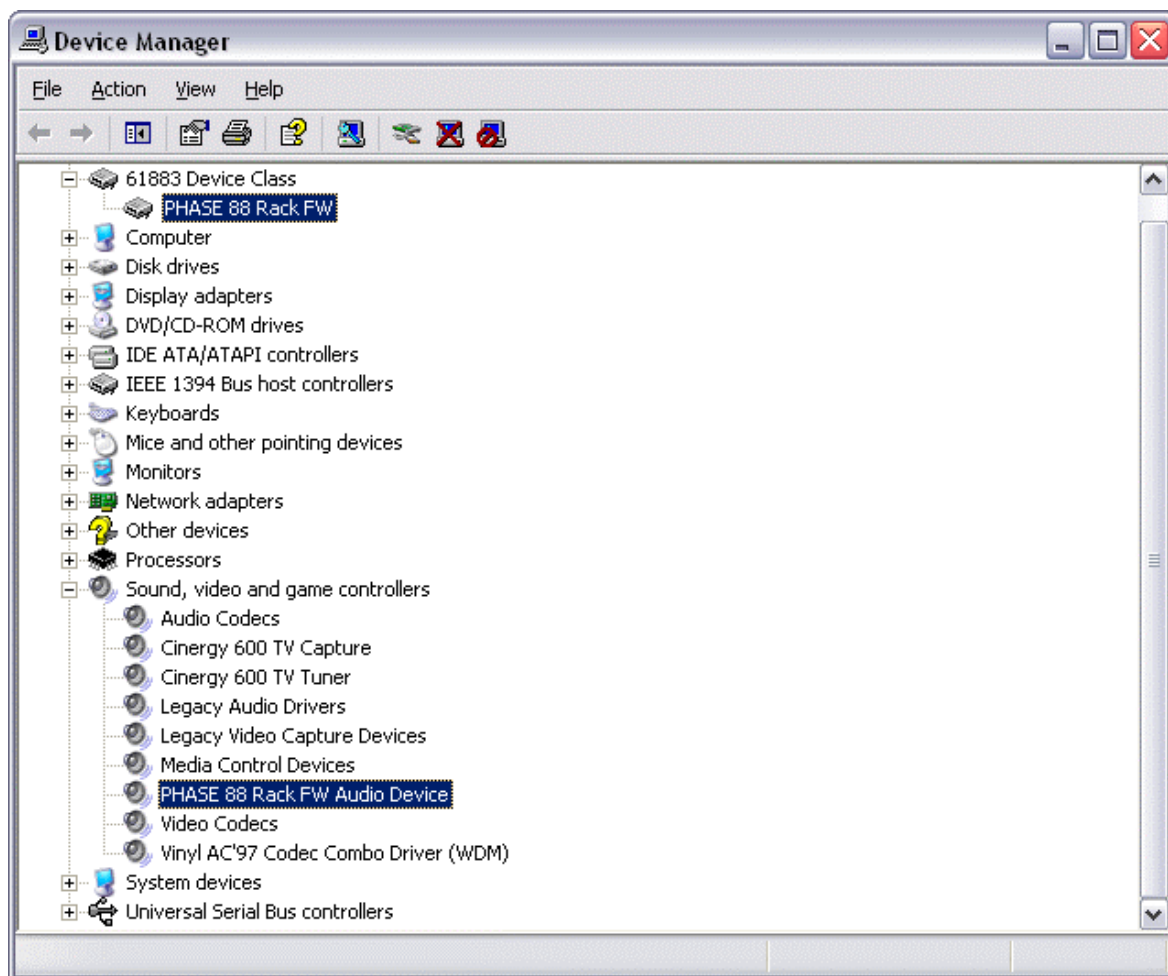 Device Manager
File Action View Help
61883 Device Class
PHASE 88 Rack FW
Computer
Disk drives
Display adapters
DVD/CD-ROM drives
IDE ATA/ATAPI controllers
IEEE 1394 Bus host controllers
Keyboards
Mice and other pointing devices
Monitors
Network adapters
Other devices
Processors
Sound, video and game controllers
Audio Codecs
Cinergy 600 TV Capture
Cinergy 600 TV Tuner
Legacy Audio Drivers
Legacy Video Capture Devices
Media Control Devices
PHASE 88 Rack FW Audio Device
Video Codecs
Vinyl AC'97 Codec Combo Driver (WDM)
System devices
Universal Serial Bus controllers